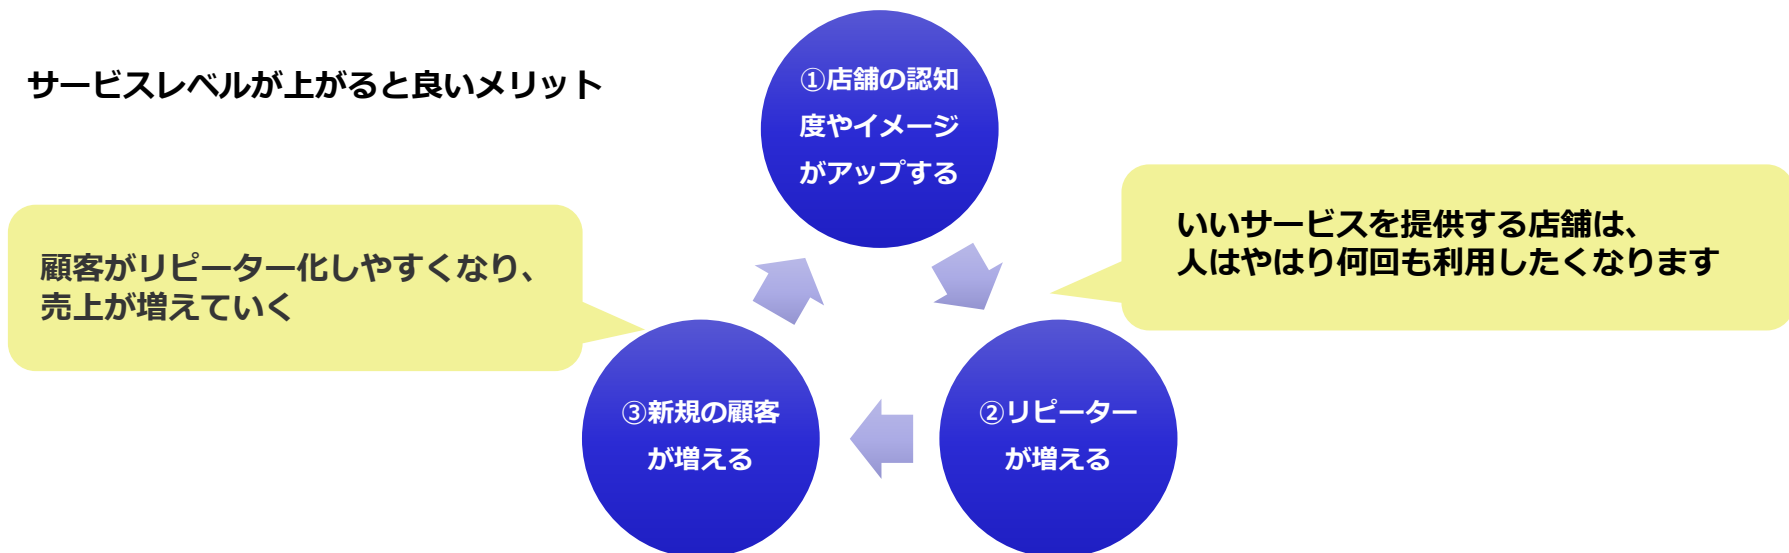 サービスレベルが上がると良いメリット
①店舗の認知
度やイメージ
がアップする
いいサービスを提供する店舗は、
人はやはり何回も利用したくなります
②リピーター
が増える
③新規の顧客
が増える
顧客がリピーター化しやすくなり、
売上が増えていく